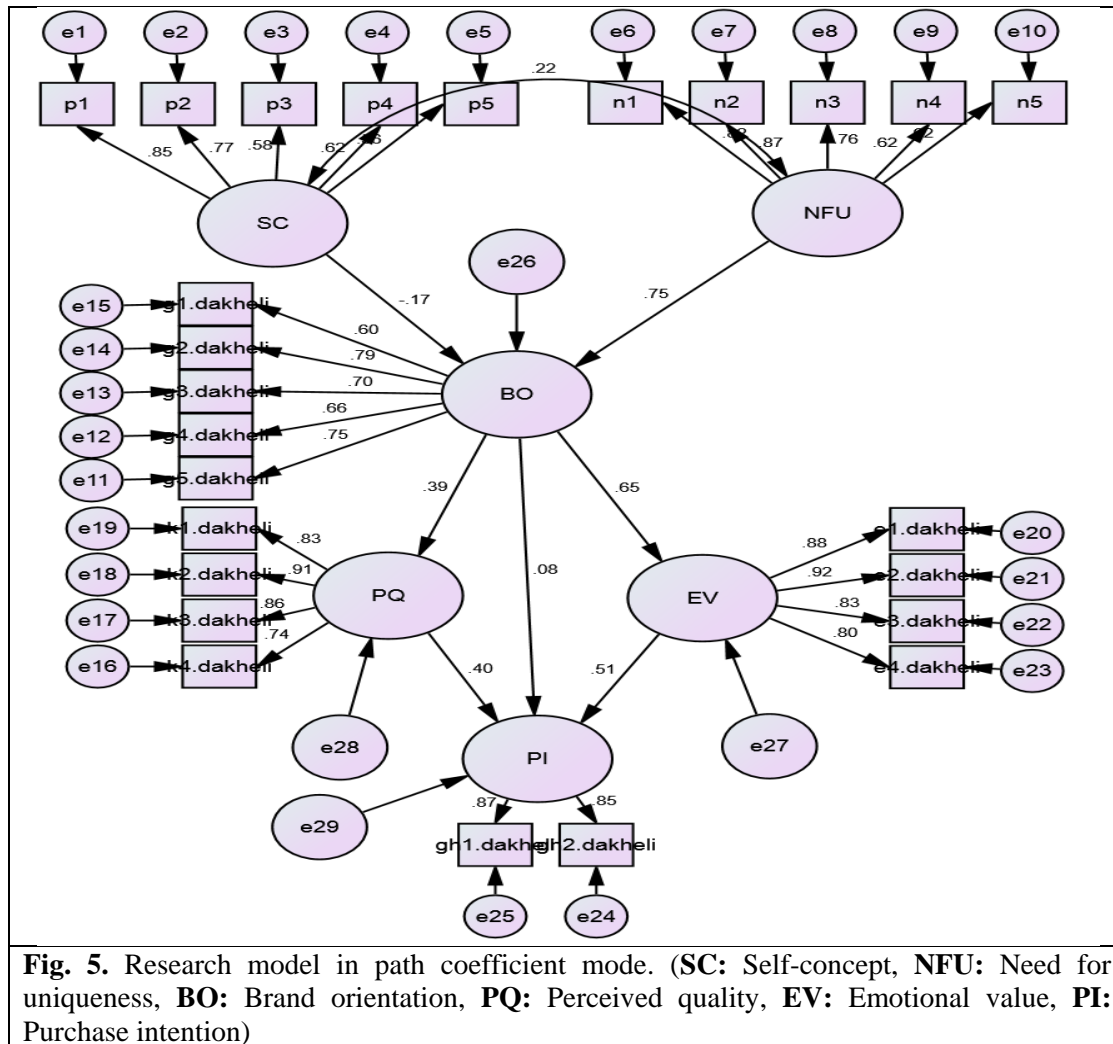 e1 e2 e3 e4 e5 e6 e7 e8 e9 e10
.22
p1 p2 p3 p4 p5 n1 n2 n3 n4 n5
.85 .77 .58 .62 .87 .76 .62
SC NFU
e26
-.17 .75
e15 g1.dakheli .60
e14 g2.dakheli .79
e13 g3.dakheli .70
BO
e12 g4.dakheli .66
e11 g5.dakheli .75
.39 .65
e19 k1.dakheli .83
e18 k2.dakheli .91
e17 k3.dakheli .86
e16 k4.dakheli .74
PQ
.08
EV
.88 e1.dakheli e20
.92 e2.dakheli e21
.83 e3.dakheli e22
.80 e4.dakheli e23
.40 .51
e28 PI e27
e29
.87 .85
gh1.dakheli gh2.dakheli
e25 e24
Fig. 5. Research model in path coefficient mode. (SC: Self-concept, NFU: Need for
uniqueness, BO: Brand orientation, PQ: Perceived quality, EV: Emotional value, PI:
Purchase intention)